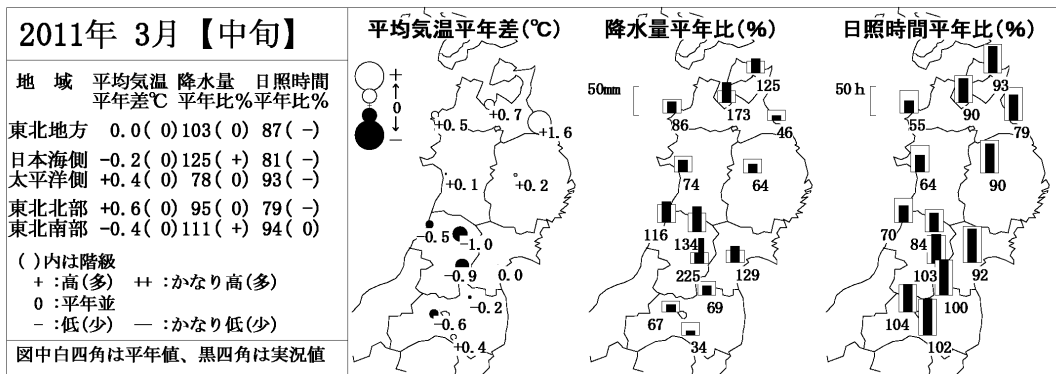 2011年 3月【中旬】
地 域 平均気温 降水量 日照時間
平年差℃ 平年比% 平年比%
東北地方 0.0( 0) 103( 0) 87( -)
日本海側 -0.2( 0) 125( +) 81( -)
太平洋側 +0.4( 0) 78( 0) 93( -)
東北北部 +0.6( 0) 95( 0) 79( -)
東北南部 -0.4( 0) 111( +) 94( 0)
( )内は階級
+ :高(多) ++ :かなり高(多)
0 :平年並
- :低(少) — :かなり低(少)
図中白四角は平年値、黒四角は実況値
平均気温平年差(℃)
+
↑
0
↓
-
+0.7
+0.5
+1.6
+0.1
+0.2
-0.5
-1.0
-0.9
0.0
-0.2
-0.6
+0.4
降水量平年比(%)
50mm
125
173
86
46
74
64
116
134
225
129
69
67
34
日照時間平年比(%)
50h
93
90
55
79
64
90
70
84
103
92
100
104
102